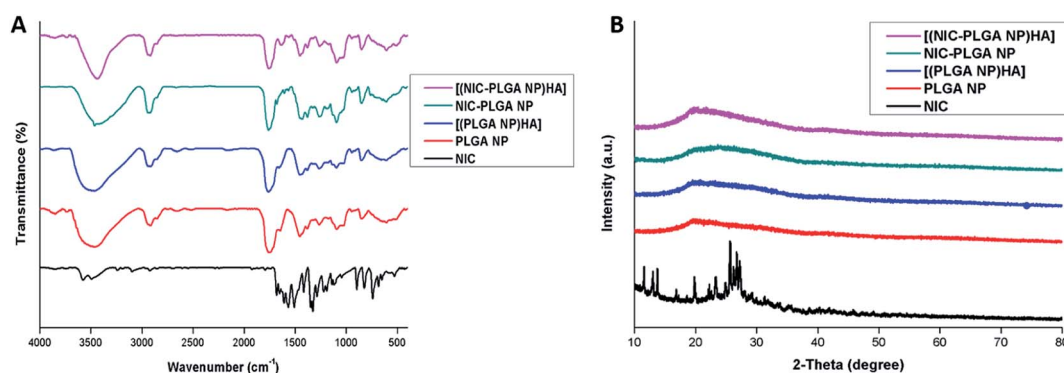 A
Transmittance (%)
[(NIC-PLGA NP)HA]
NIC-PLGA NP
[(PLGA NP)HA]
PLGA NP
NIC
4000 3500 3000 2500 2000 1500 1000 500
Wavenumber (cm⁻¹)
B
Intensity (a.u.)
[(NIC-PLGA NP)HA]
NIC-PLGA NP
[(PLGA NP)HA]
PLGA NP
NIC
10 20 30 40 50 60 70 80
2-Theta (degree)